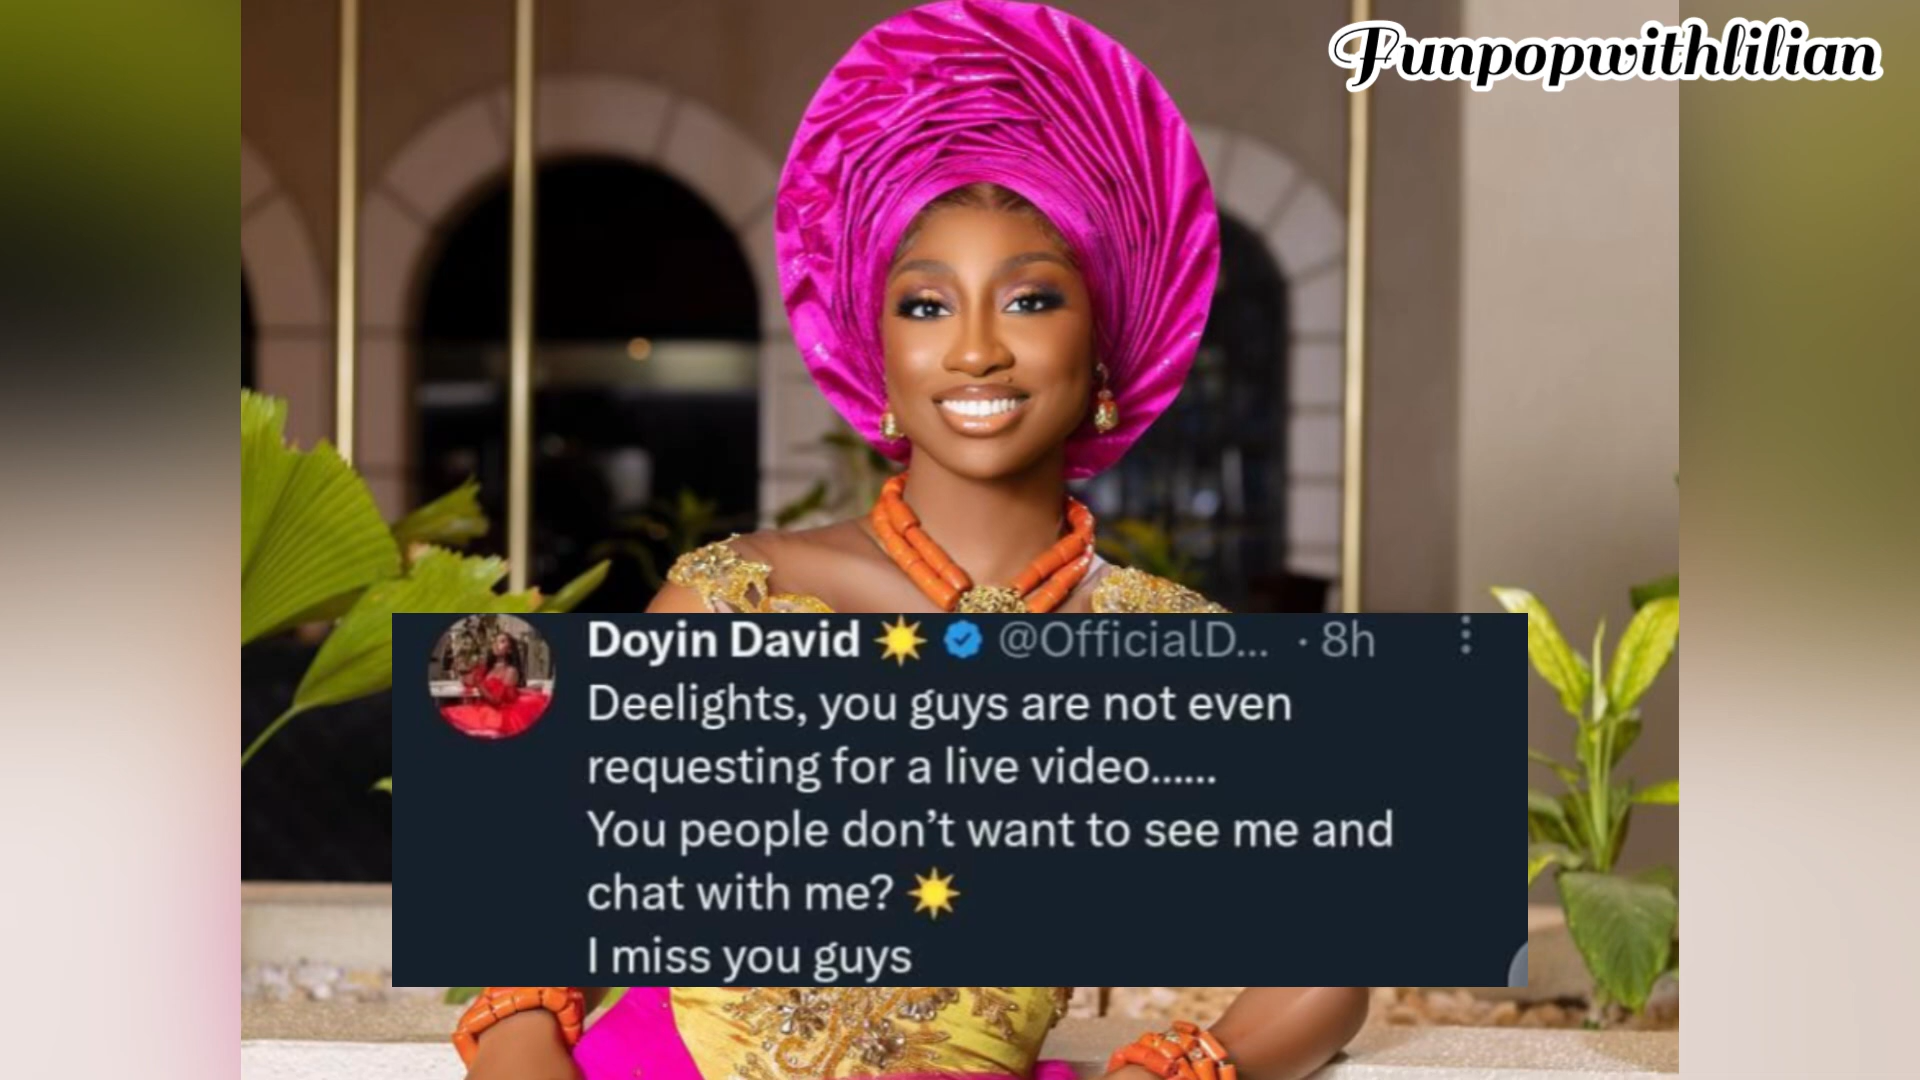 Funpopwithlilian
Doyin David ☀ @OfficialD... · 8h
Deelights, you guys are not even
requesting for a live video......
You people don’t want to see me and
chat with me? ☀
I miss you guys